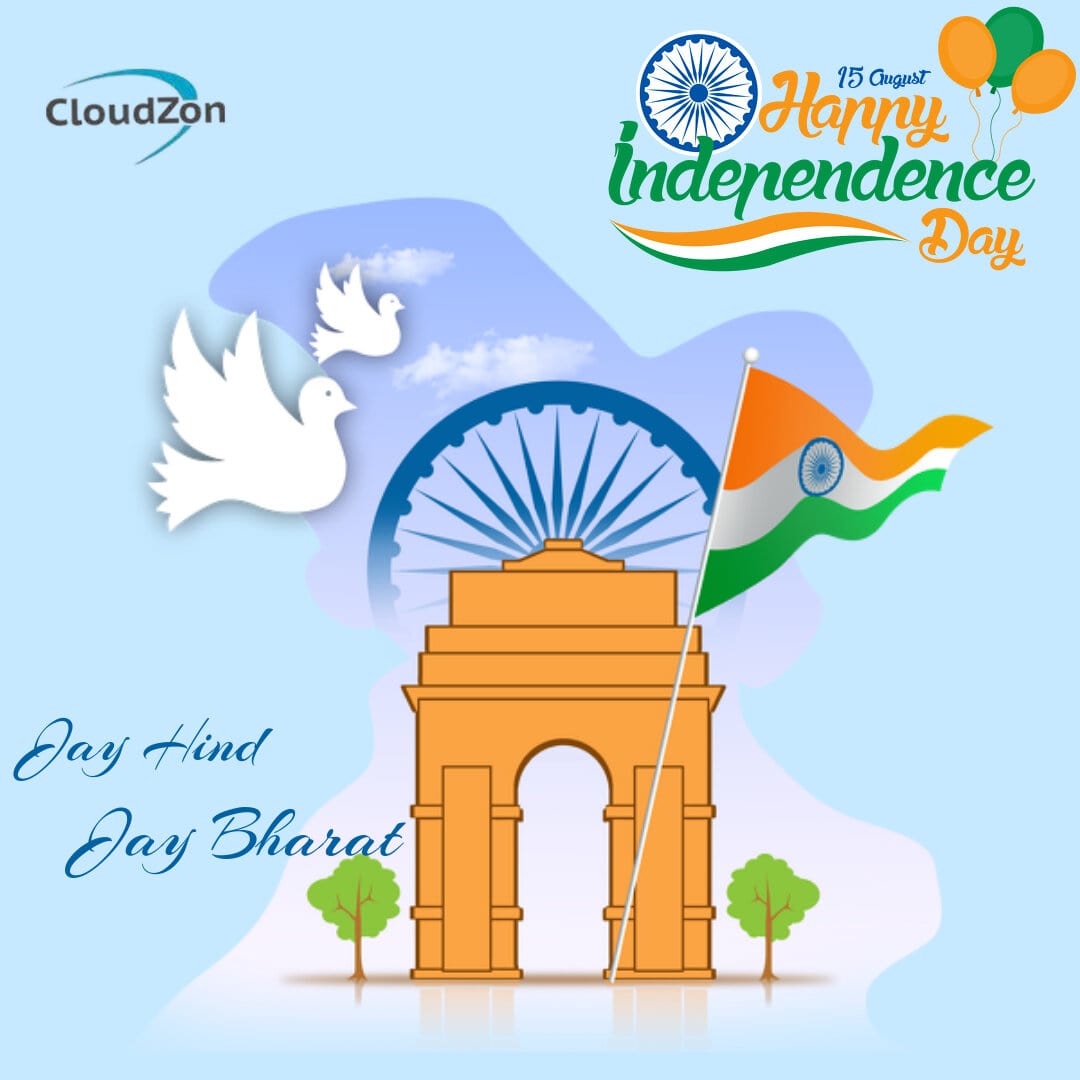 CloudZon
15 August
Happy
Independence
Day
Jay Hind
Jay Bharat